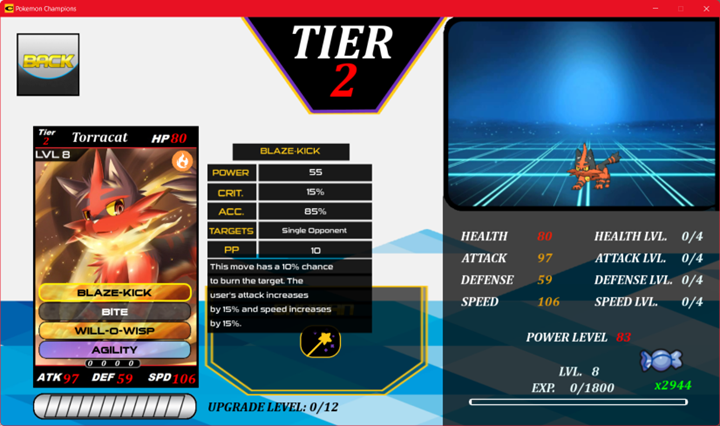 Pokemon Champions
BACK
TIER
2
Tier
2
Torracat
HP 80
LVL 8
BLAZE-KICK
BITE
WILL-O-WISP
AGILITY
0 0 0 0
ATK 97 DEF 59 SPD 106
BLAZE-KICK
POWER 55
CRIT. 15%
ACC. 85%
TARGETS Single Opponent
PP 10
This move has a 10% chance
to burn the target. The
user's attack increases
by 15% and speed increases
by 15%.
UPGRADE LEVEL: 0/12
HEALTH 80 HEALTH LVL. 0/4
ATTACK 97 ATTACK LVL. 0/4
DEFENSE 59 DEFENSE LVL. 0/4
SPEED 106 SPEED LVL. 0/4
POWER LEVEL 83
LVL. 8
EXP. 0/1800
x2944